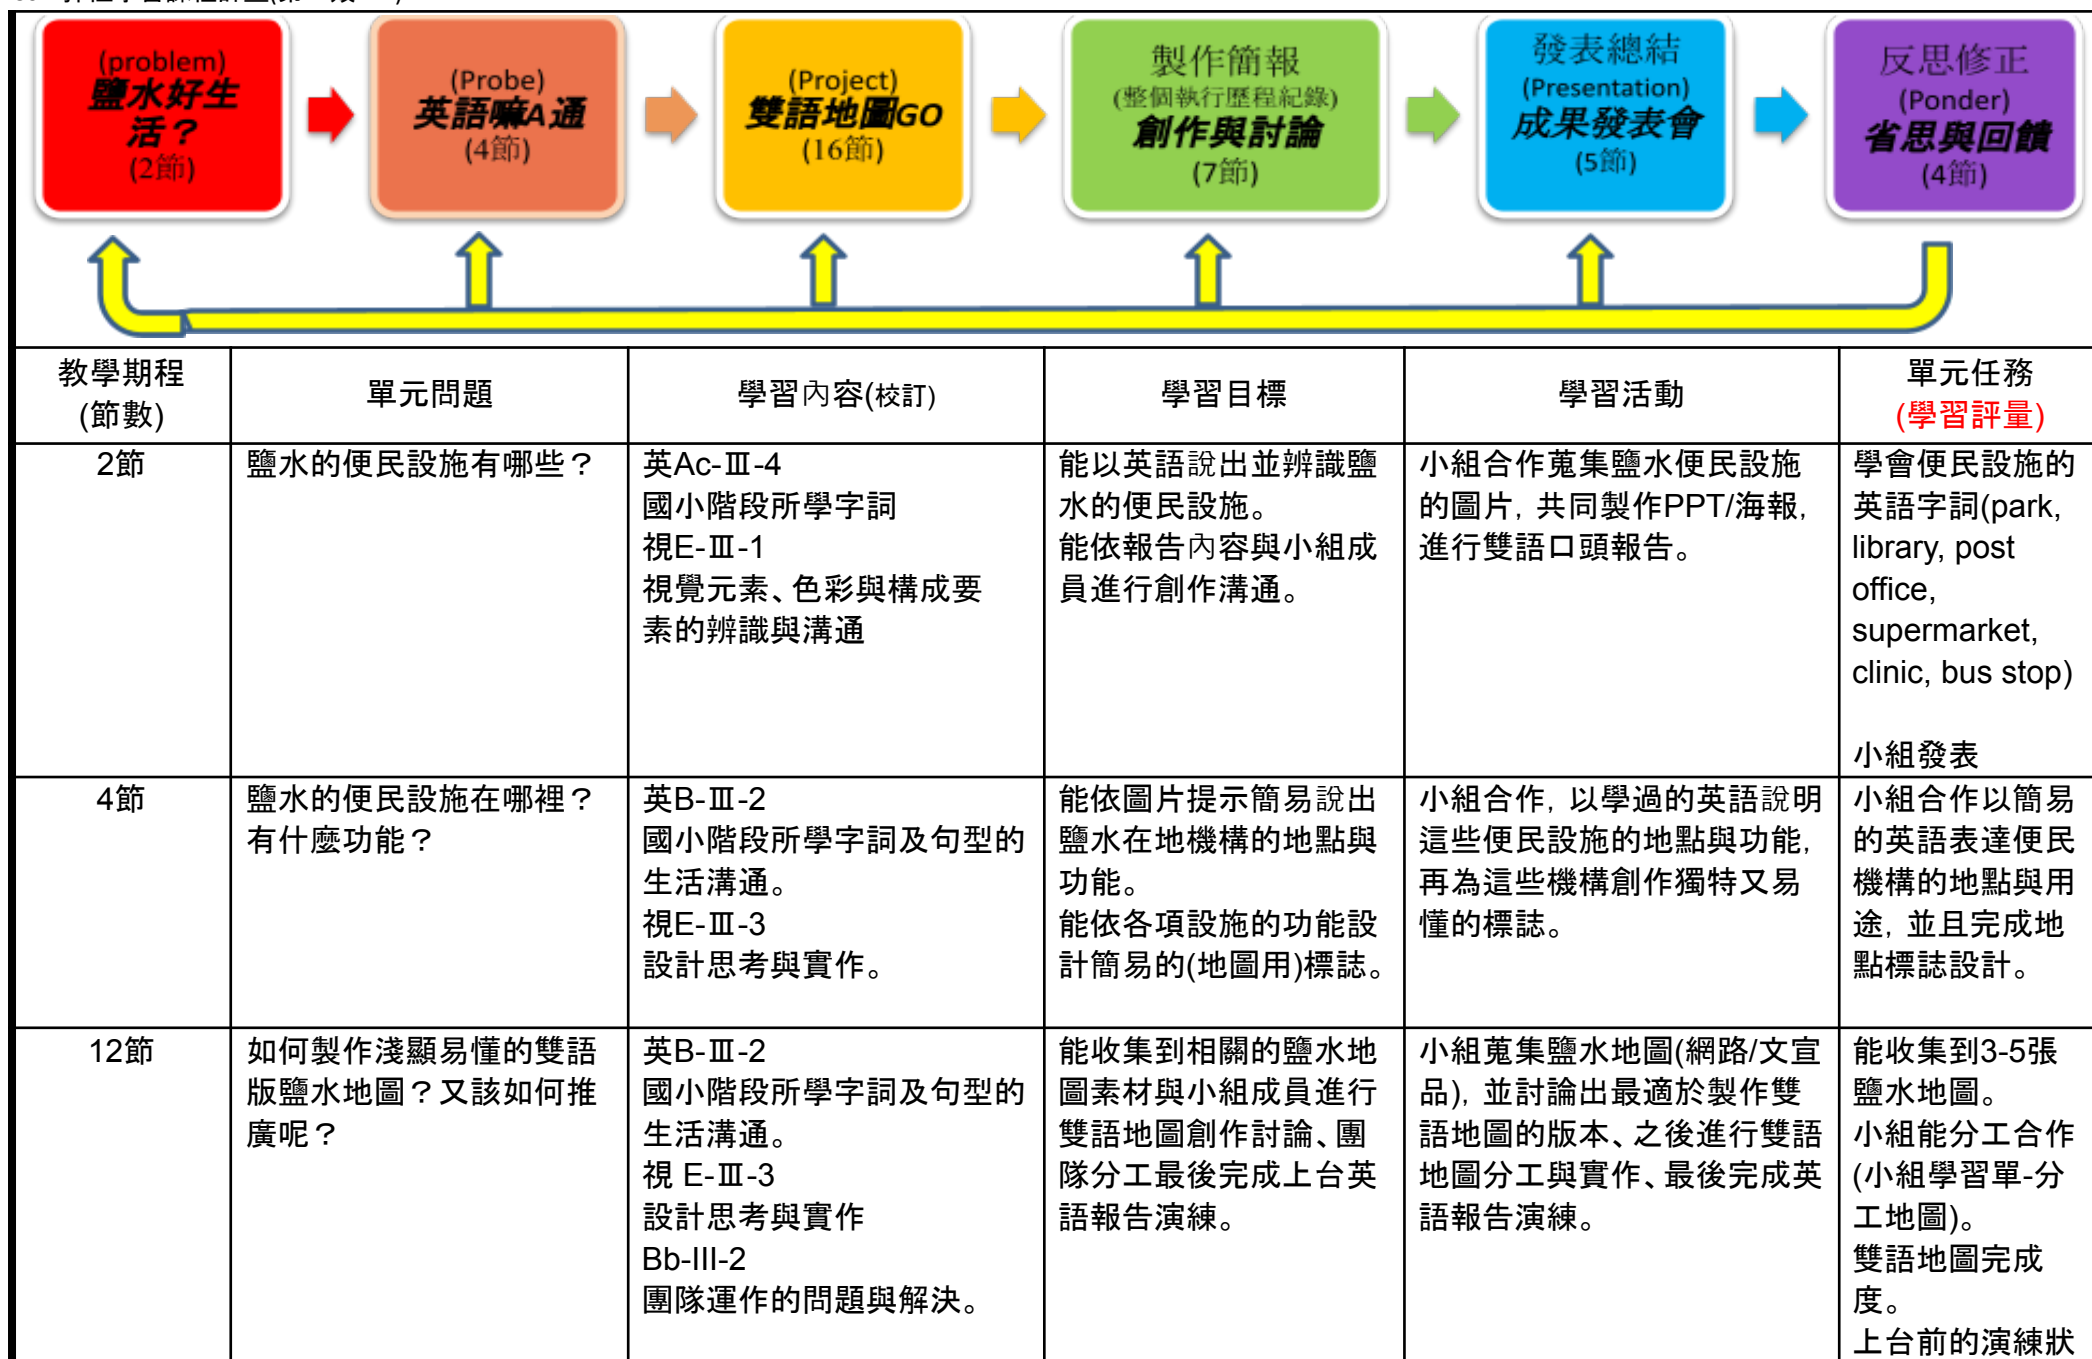 (problem)
鹽水好生
活？
(2節)
(Probe)
英語嘛A通
(4節)
(Project)
雙語地圖GO
(16節)
製作簡報
(整個執行歷程紀錄)
創作與討論
(7節)
發表總結
(Presentation)
成果發表會
(5節)
反思修正
(Ponder)
省思與回饋
(4節)
教學期程
(節數)
單元問題
學習內容(校訂)
學習目標
學習活動
單元任務
(學習評量)
2節
鹽水的便民設施有哪些？
英Ac-Ⅲ-4
國小階段所學字詞
視E-Ⅲ-1
視覺元素、色彩與構成要
素的辨識與溝通
能以英語說出並辨識鹽
水的便民設施。
能依報告內容與小組成
員進行創作溝通。
小組合作蒐集鹽水便民設施
的圖片，共同製作PPT/海報，
進行雙語口頭報告。
學會便民設施的
英語字詞(park,
library, post
office,
supermarket,
clinic, bus stop)
小組發表
4節
鹽水的便民設施在哪裡？
有什麼功能？
英B-Ⅲ-2
國小階段所學字詞及句型的
生活溝通。
視E-Ⅲ-3
設計思考與實作。
能依圖片提示簡易說出
鹽水在地機構的地點與
功能。
能依各項設施的功能設
計簡易的(地圖用)標誌。
小組合作，以學過的英語說明
這些便民設施的地點與功能，
再為這些機構創作獨特又易
懂的標誌。
小組合作以簡易
的英語表達便民
機構的地點與用
途，並且完成地
點標誌設計。
12節
如何製作淺顯易懂的雙語
版鹽水地圖？又該如何推
廣呢？
英B-Ⅲ-2
國小階段所學字詞及句型的
生活溝通。
視 E-Ⅲ-3
設計思考與實作
Bb-III-2
團隊運作的問題與解決。
能收集到相關的鹽水地
圖素材與小組成員進行
雙語地圖創作討論、團
隊分工最後完成上台英
語報告演練。
小組蒐集鹽水地圖(網路/文宣
品)，並討論出最適於製作雙
語地圖的版本、之後進行雙語
地圖分工與實作、最後完成英
語報告演練。
能收集到3-5張
鹽水地圖。
小組能分工合作
(小組學習單-分
工地圖)。
雙語地圖完成
度。
上台前的演練狀